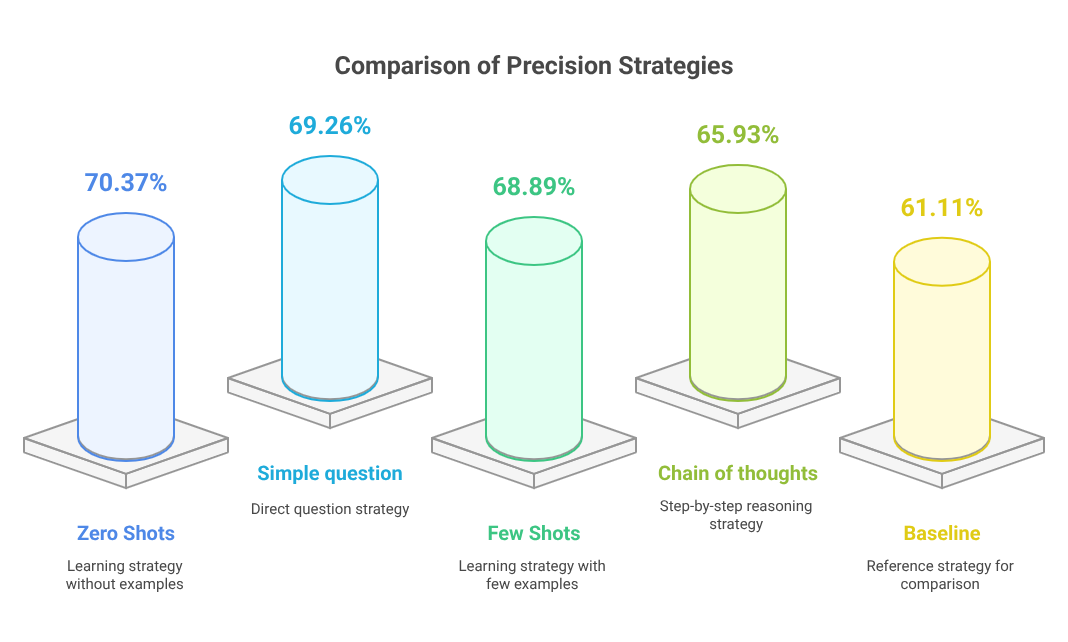 Comparison of Precision Strategies
70.37%
Zero Shots
Learning strategy
without examples
69.26%
Simple question
Direct question strategy
68.89%
Few Shots
Learning strategy with
few examples
65.93%
Chain of thoughts
Step-by-step reasoning
strategy
61.11%
Baseline
Reference strategy for
comparison